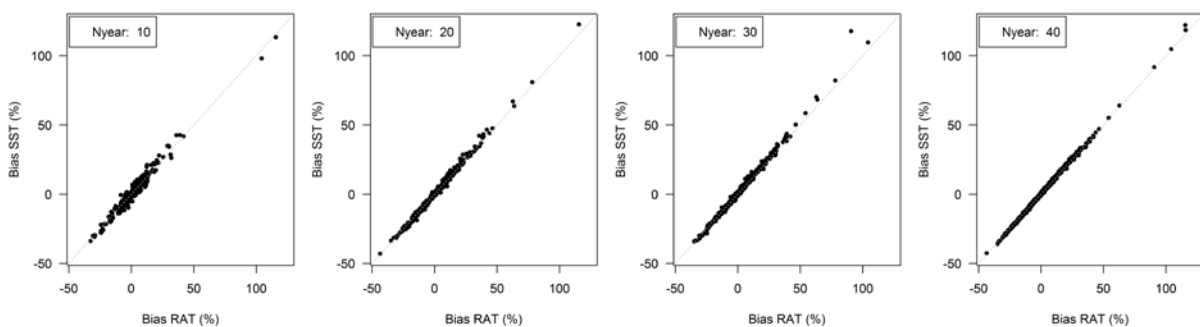 Nyear: 10
100
50
0
-50
Bias SST (%)
-50 0 50 100
Bias RAT (%)
Nyear: 20
100
50
0
-50
Bias SST (%)
-50 0 50 100
Bias RAT (%)
Nyear: 30
100
50
0
-50
Bias SST (%)
-50 0 50 100
Bias RAT (%)
Nyear: 40
100
50
0
-50
Bias SST (%)
-50 0 50 100
Bias RAT (%)